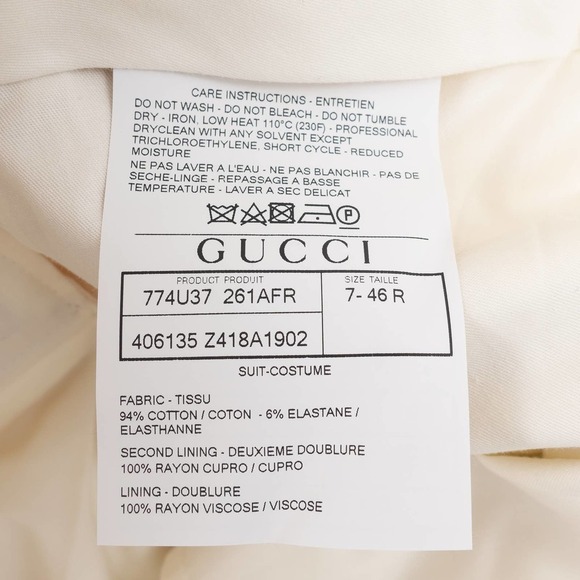 CARE INSTRUCTIONS - ENTRETIEN
DO NOT WASH - DO NOT BLEACH - DO NOT TUMBLE
DRY - IRON, LOW HEAT 110°C (230F) - PROFESSIONAL
DRYCLEAN WITH ANY SOLVENT EXCEPT
TRICHLOROETHYLENE, SHORT CYCLE - REDUCED
MOISTURE
NE PAS LAVER A L'EAU - NE PAS BLANCHIR - PAS DE
SECHE-LINGE - REPASSAGE A BASSE
TEMPERATURE - LAVER A SEC DELICAT
P
GUCCI
PRODUCT PRODUIT SIZE TAILLE
774U37 261AFR 7- 46 R
406135 Z418A1902
SUIT-COSTUME
FABRIC - TISSU
94% COTTON / COTON - 6% ELASTANE /
ELASTHANNE
SECOND LINING - DEUXIEME DOUBLURE
100% RAYON CUPRO / CUPRO
LINING - DOUBLURE
100% RAYON VISCOSE / VISCOSE